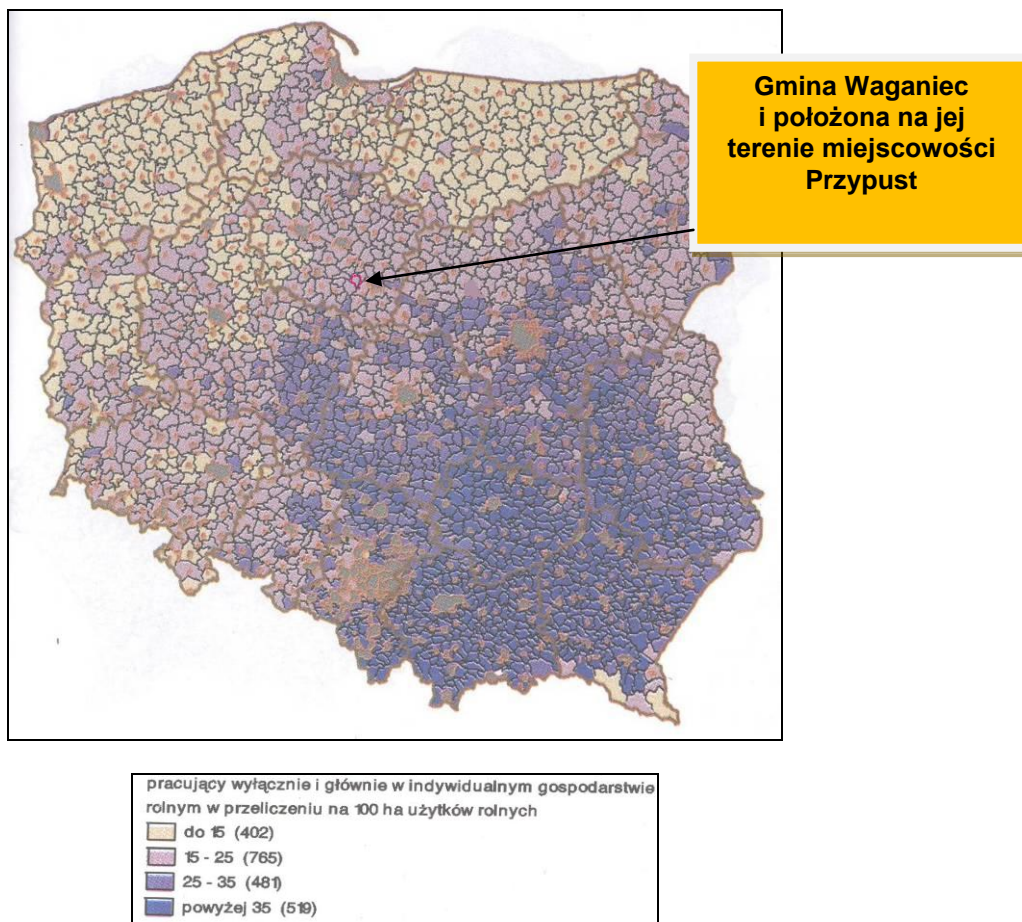 Gmina Waganiec
i położona na jej
terenie miejscowości
Przypust
pracujący wyłącznie i głównie w indywidualnym gospodarstwie
rolnym w przeliczeniu na 100 ha użytków rolnych
do 15 (402)
15 - 25 (765)
25 - 35 (481)
powyżej 35 (519)